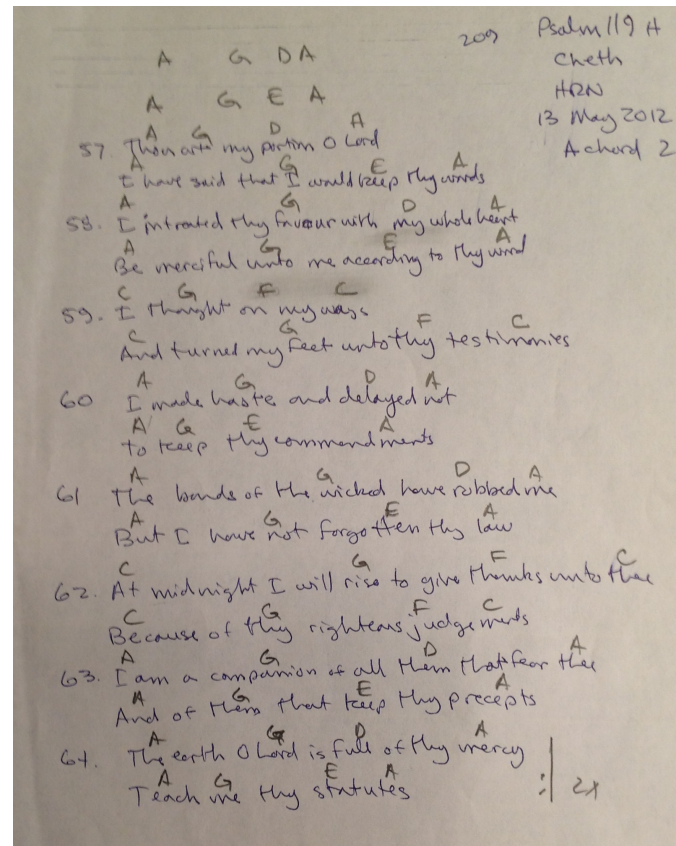 209 Psalm 119 H
Cheth
HRN
13 May 2012
A chord 2
A G D A
A G E A
A G D A
57. Thou art my portion O Lord
A G E A
I have said that I would keep thy words
A G D A
58. I intreated thy favour with my whole heart
A G E A
Be merciful unto me according to thy word
C G F C
59. I thought on my ways
C G F C
And turned my feet unto thy testimonies
A G D A
60 I made haste and delayed not
A G E A
to keep thy commandments
A G D A
61 The bands of the wicked have robbed me
A G E A
But I have not forgotten thy law
C G F C
62. At midnight I will rise to give thanks unto thee
C G F C
Because of thy righteous judgements
A G D A
63. I am a companion of all them that fear thee
A G E A
And of them that keep thy precepts
A G D A
64. The earth O Lord is full of thy mercy
A G E A
Teach me thy statutes :| 2x